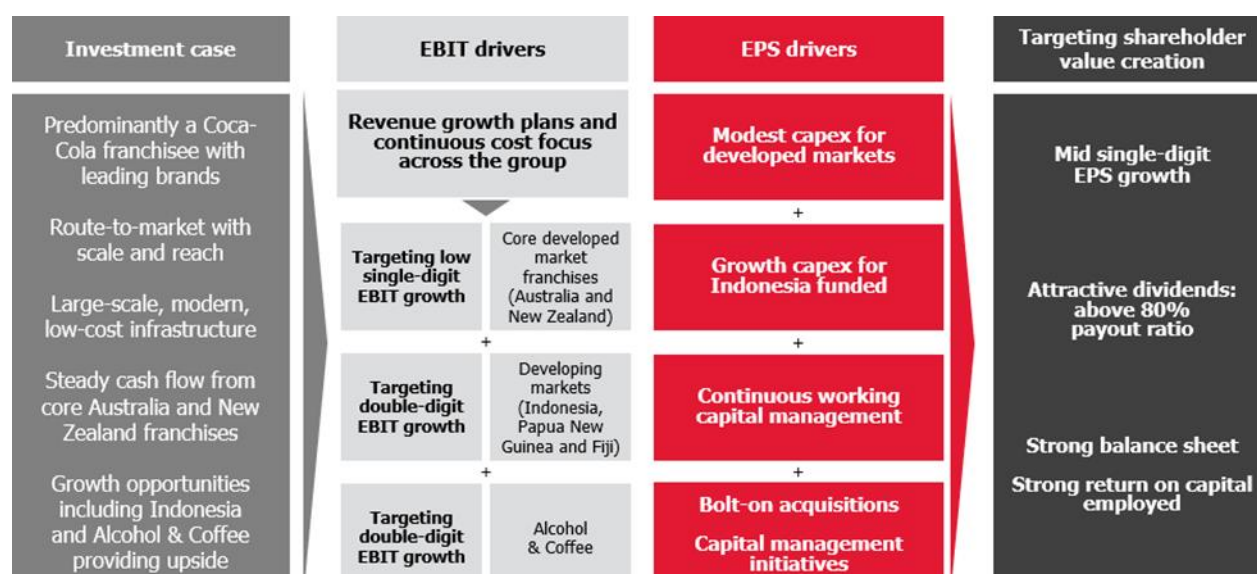 Investment case
Predominantly a Coca-
Cola franchisee with
leading brands
Route-to-market with
scale and reach
Large-scale, modern,
low-cost infrastructure
Steady cash flow from
core Australia and New
Zealand franchises
Growth opportunities
including Indonesia
and Alcohol & Coffee
providing upside
EBIT drivers
Revenue growth plans and
continuous cost focus
across the group
Targeting low
single-digit
EBIT growth
Core developed
market
franchises
(Australia and
New Zealand)
+
Targeting
double-digit
EBIT growth
Developing
markets
(Indonesia,
Papua New
Guinea and Fiji)
+
Targeting
double-digit
EBIT growth
Alcohol
& Coffee
EPS drivers
Modest capex for
developed markets
+
Growth capex for
Indonesia funded
+
Continuous working
capital management
+
Bolt-on acquisitions
Capital management
initiatives
Targeting shareholder
value creation
Mid single-digit
EPS growth
Attractive dividends:
above 80%
payout ratio
Strong balance sheet
Strong return on capital
employed